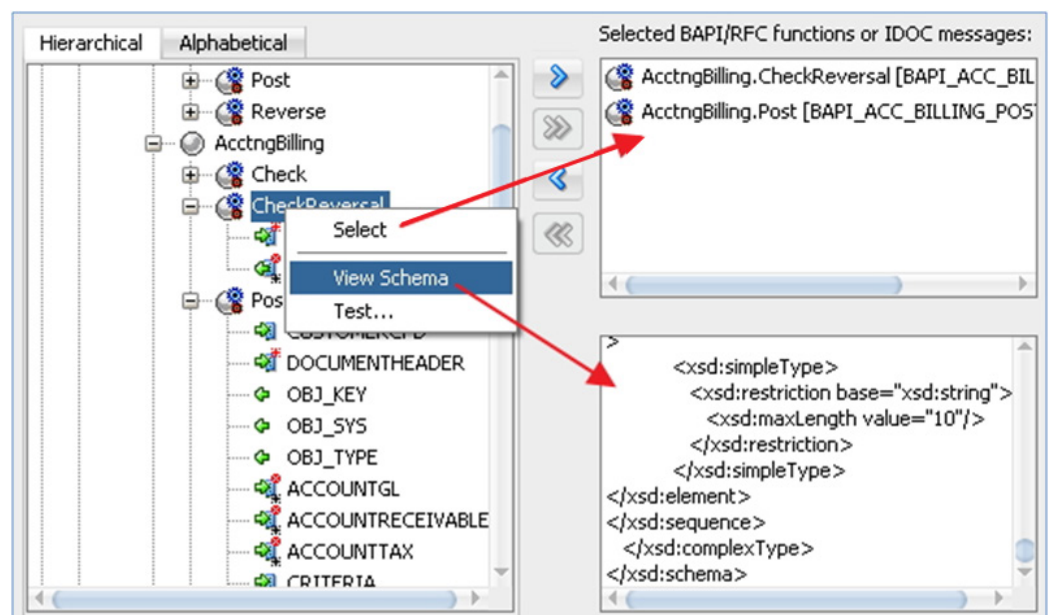 Hierarchical
Alphabetical
Post
Reverse
AcctngBilling
Check
CheckReversal
Select
View Schema
Test...
Pos
DOCUMENTHEADER
OBJ_KEY
OBJ_SYS
OBJ_TYPE
ACCOUNTGL
ACCOUNTRECEIVABLE
ACCOUNTTAX
CRITERIA
Selected BAPI/RFC functions or IDOC messages:
AcctngBilling.CheckReversal [BAPI_ACC_BIL
AcctngBilling.Post [BAPI_ACC_BILLING_POS
>
<xsd:simpleType>
<xsd:restriction base="xsd:string">
<xsd:maxLength value="10"/>
</xsd:restriction>
</xsd:simpleType>
</xsd:element>
</xsd:sequence>
</xsd:complexType>
</xsd:schema>